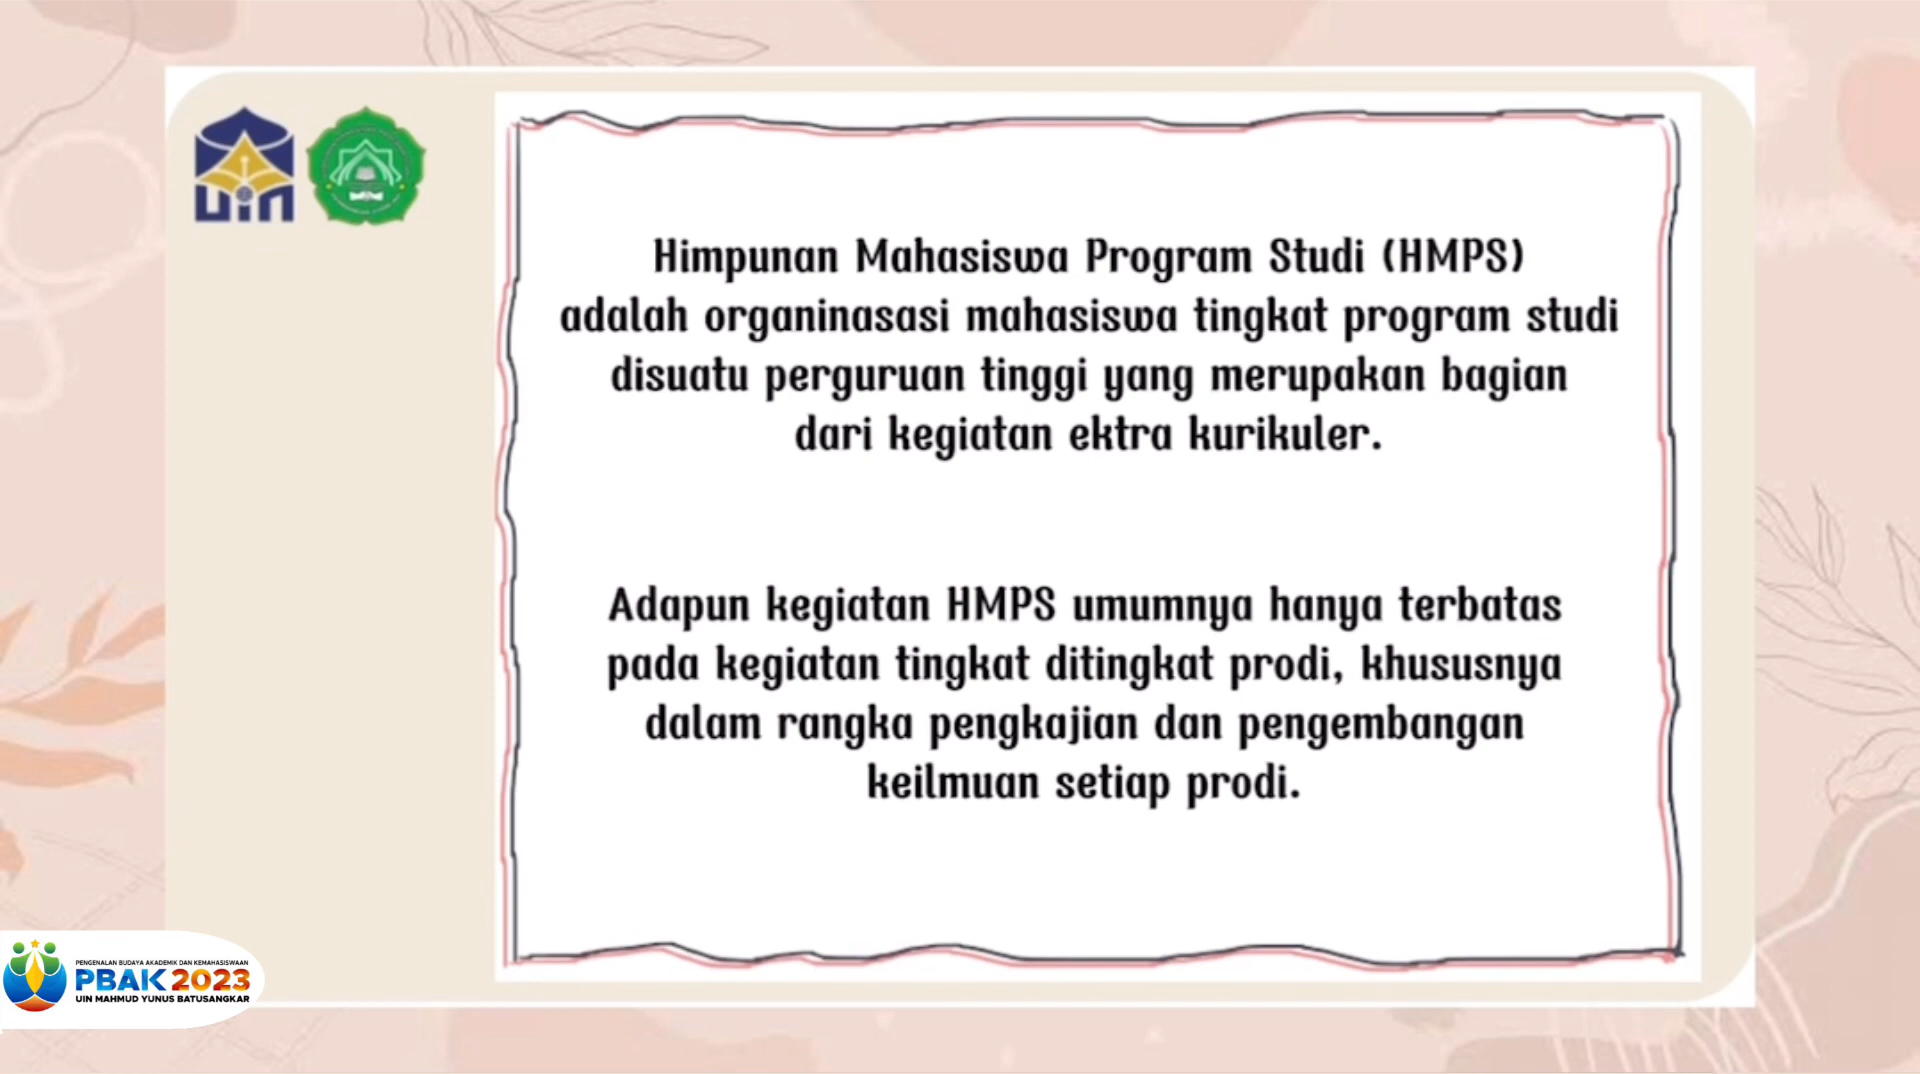 uin
Himpunan Mahasiswa Program Studi (HMPS)
adalah organinasasi mahasiswa tingkat program studi
disuatu perguruan tinggi yang merupakan bagian
dari kegiatan ektra kurikuler.
Adapun kegiatan HMPS umumnya hanya terbatas
pada kegiatan tingkat ditingkat prodi, khususnya
dalam rangka pengkajian dan pengembangan
keilmuan setiap prodi.
PENGENALAN BUDAYA AKADEMIK DAN KEMAHASISWAAN
PBAK 2023
UIN MAHMUD YUNUS BATUSANGKAR